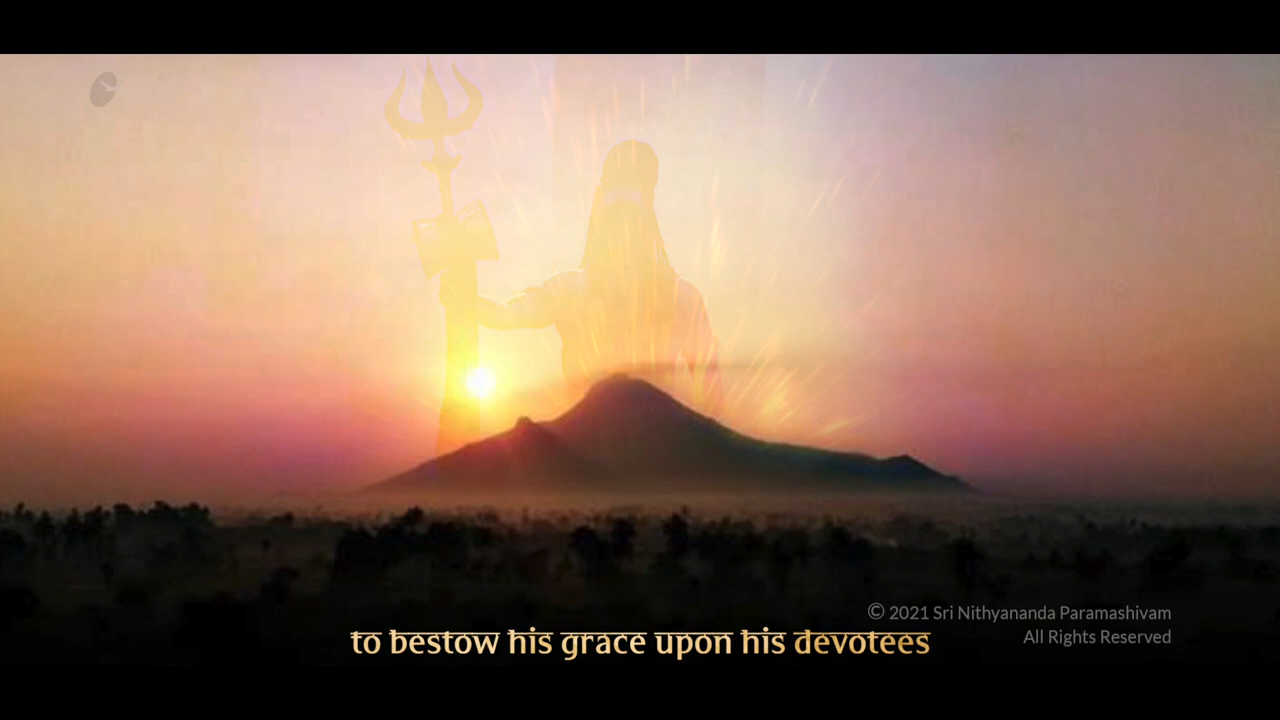 © 2021 Sri Nithyananda Paramashivam
All Rights Reserved
to bestow his grace upon his devotees